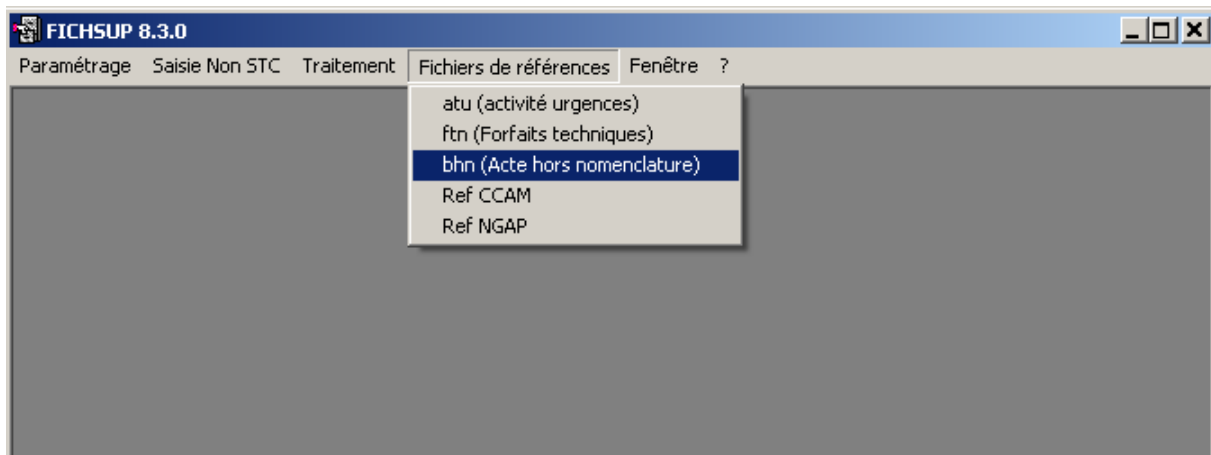 FICHSUP 8.3.0
Paramétrage Saisie Non STC Traitement Fichiers de références Fenêtre ?
atu (activité urgences)
ftn (Forfaits techniques)
bhn (Acte hors nomenclature)
Ref CCAM
Ref NGAP